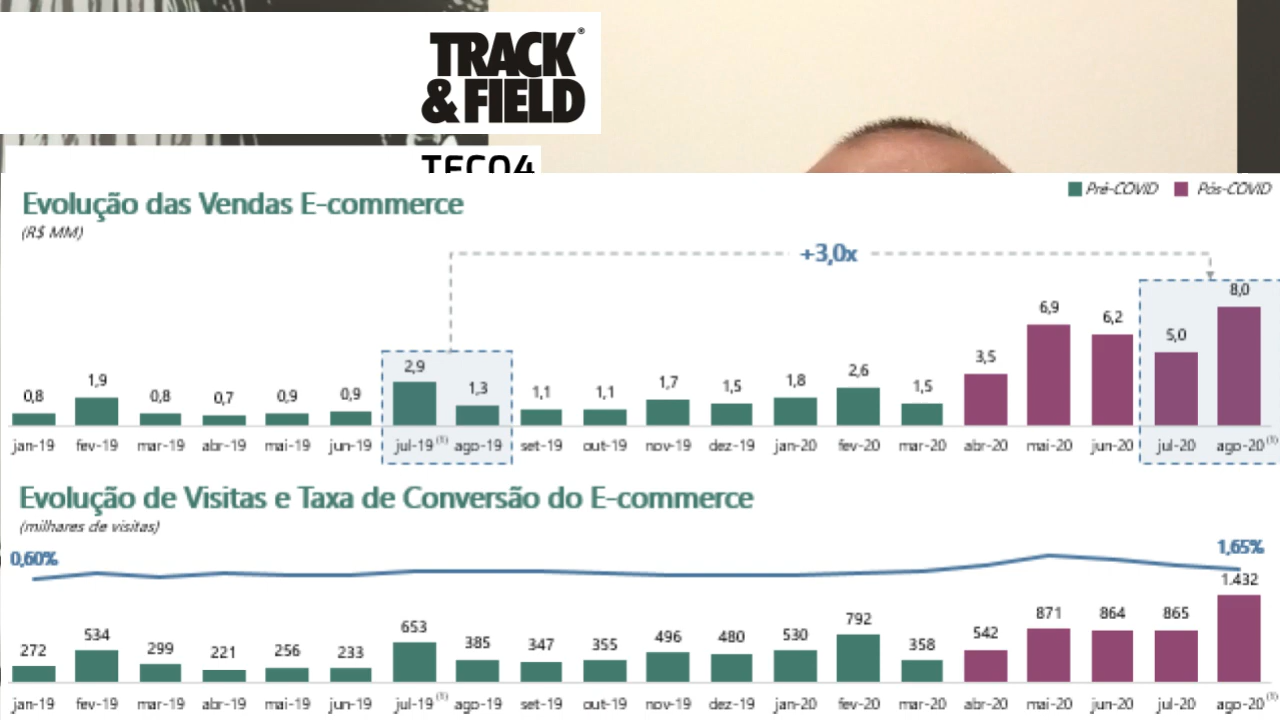 TRACK®
& FIELD
TFCO4
Evolução das Vendas E-commerce
(R$ MM)
Pré-COVID Pós-COVID
+3,0x
0,8 1,9 0,8 0,7 0,9 0,9 2,9 1,3 1,1 1,1 1,7 1,5 1,8 2,6 1,5 3,5 6,9 6,2 5,0 8,0
jan-19 fev-19 mar-19 abr-19 mai-19 jun-19 jul-19(1) ago-19 set-19 out-19 nov-19 dez-19 jan-20 fev-20 mar-20 abr-20 mai-20 jun-20 jul-20 ago-20(1)
Evolução de Visitas e Taxa de Conversão do E-commerce
(milhares de visitas)
0,60% 1,65%
272 534 299 221 256 233 653 385 347 355 496 480 530 792 358 542 871 864 865 1.432
jan-19 fev-19 mar-19 abr-19 mai-19 jun-19 jul-19(1) ago-19 set-19 out-19 nov-19 dez-19 jan-20 fev-20 mar-20 abr-20 mai-20 jun-20 jul-20 ago-20(1)